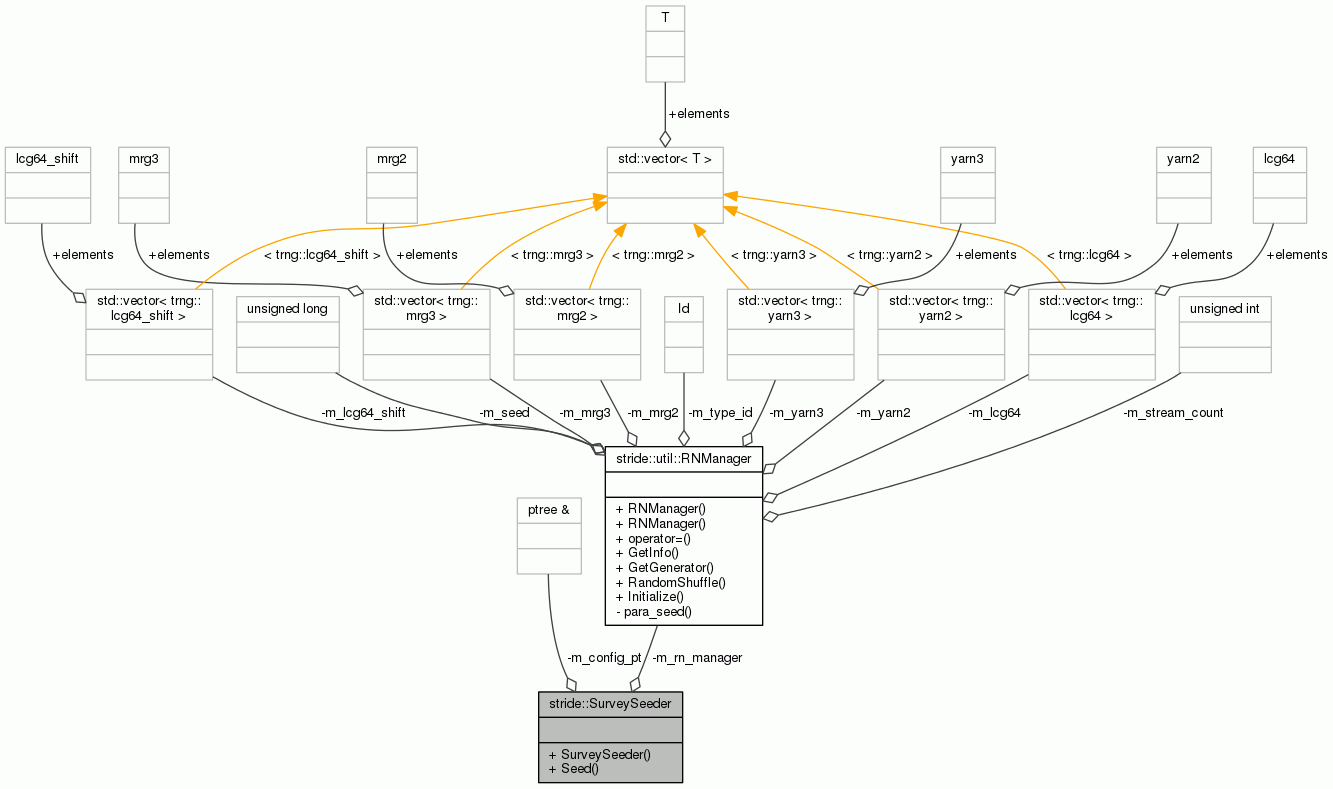 T
+elements
lcg64_shift
mrg3
mrg2
std::vector< T >
yarn3
yarn2
lcg64
+elements
+elements
+elements
< trng::lcg64_shift >
< trng::mrg3 >
< trng::mrg2 >
< trng::yarn3 >
< trng::yarn2 >
< trng::lcg64 >
+elements
+elements
+elements
std::vector< trng::
lcg64_shift >
unsigned long
std::vector< trng::
mrg3 >
std::vector< trng::
mrg2 >
Id
std::vector< trng::
yarn3 >
std::vector< trng::
yarn2 >
std::vector< trng::
lcg64 >
unsigned int
-m_lcg64_shift
-m_seed
-m_mrg3
-m_mrg2
-m_type_id
-m_yarn3
-m_yarn2
-m_lcg64
-m_stream_count
stride::util::RNManager
+ RNManager()
+ RNManager()
+ operator=()
+ GetInfo()
+ GetGenerator()
+ RandomShuffle()
+ Initialize()
- para_seed()
ptree &
-m_config_pt
-m_rn_manager
stride::SurveySeeder
+ SurveySeeder()
+ Seed()